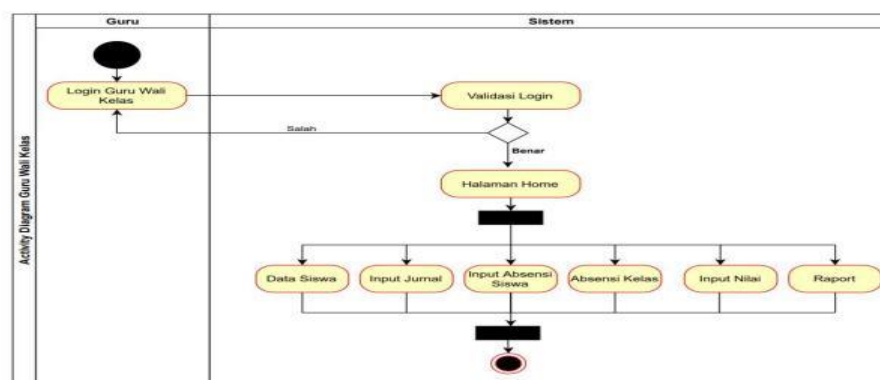 Guru
Sistem
Activity Diagram Guru Wali Kelas
Login Guru Wali
Kelas
Validasi Login
Salah
Benar
Halaman Home
Data Siswa
Input Jurnal
Input Absensi
Siswa
Absensi Kelas
Input Nilai
Raport